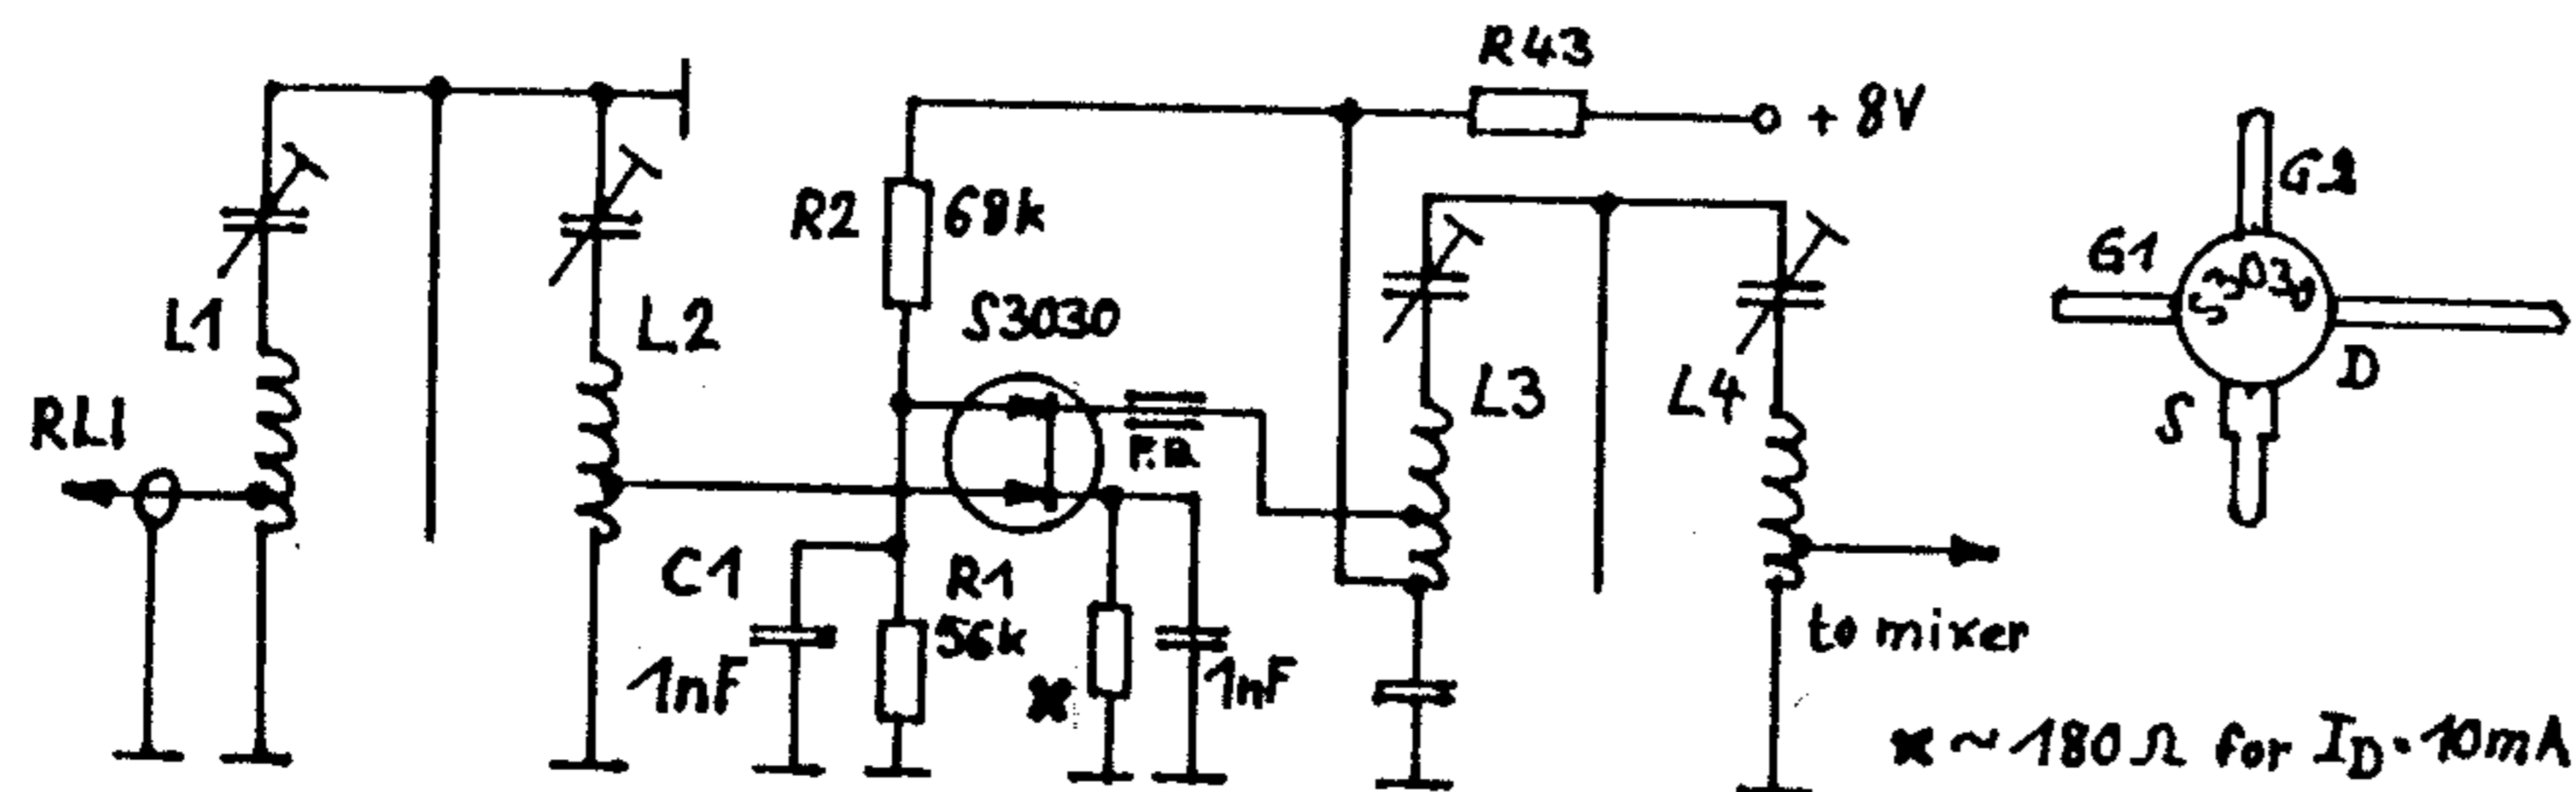 R43
+ 8V
R2
68k
G2
G1
S3030
L1
L2
S3030
L3
L4
D
S
RL1
F.B.
C1
1nF
R1
56k
*
1nF
to mixer
* ~ 180 Ω for I_D · 10mA